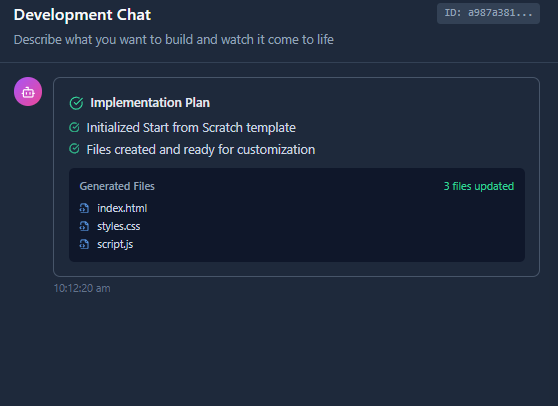 Development Chat
ID: a987a381...
Describe what you want to build and watch it come to life
Implementation Plan
Initialized Start from Scratch template
Files created and ready for customization
Generated Files
3 files updated
index.html
styles.css
script.js
10:12:20 am